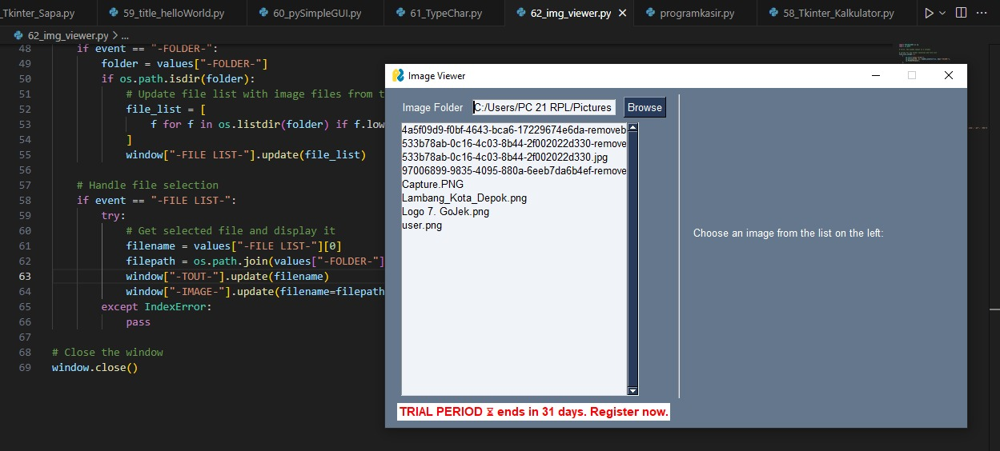 _Tkinter_Sapa.py 59_title_helloWorld.py 60_pySimpleGUI.py 61_TypeChar.py 62_img_viewer.py programkasir.py 58_Tkinter_Kalkulator.py
62_img_viewer.py > ...
48 if event == "-FOLDER-":
49 folder = values["-FOLDER-"]
50 if os.path.isdir(folder):
51 # Update file list with image files from t
52 file_list = [
53 f for f in os.listdir(folder) if f.low
54 ]
55 window["-FILE LIST-"].update(file_list)
56
57 # Handle file selection
58 if event == "-FILE LIST-":
59 try:
60 # Get selected file and display it
61 filename = values["-FILE LIST-"][0]
62 filepath = os.path.join(values["-FOLDER-"]
63 window["-TOUT-"].update(filename)
64 window["-IMAGE-"].update(filename=filepath
65 except IndexError:
66 pass
67
68 # Close the window
69 window.close()
Image Viewer
Image Folder C:/Users/PC 21 RPL/Pictures Browse
4a5f09d9-f0bf-4643-bca6-17229674e6da-removeb
533b78ab-0c16-4c03-8b44-2f002022d330-remove
533b78ab-0c16-4c03-8b44-2f002022d330.jpg
97006899-9835-4095-880a-6eeb7da6b4ef-remove
Capture.PNG
Lambang_Kota_Depok.png
Logo 7. GoJek.png
user.png
TRIAL PERIOD ⏳ ends in 31 days. Register now.
Choose an image from the list on the left: